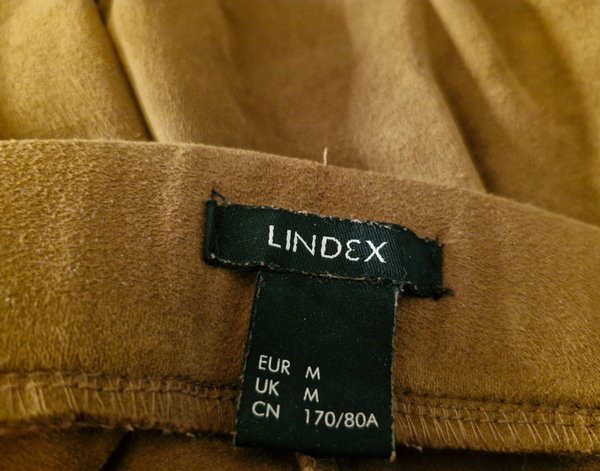 LINDEX
EUR M
UK M
CN 170/80A